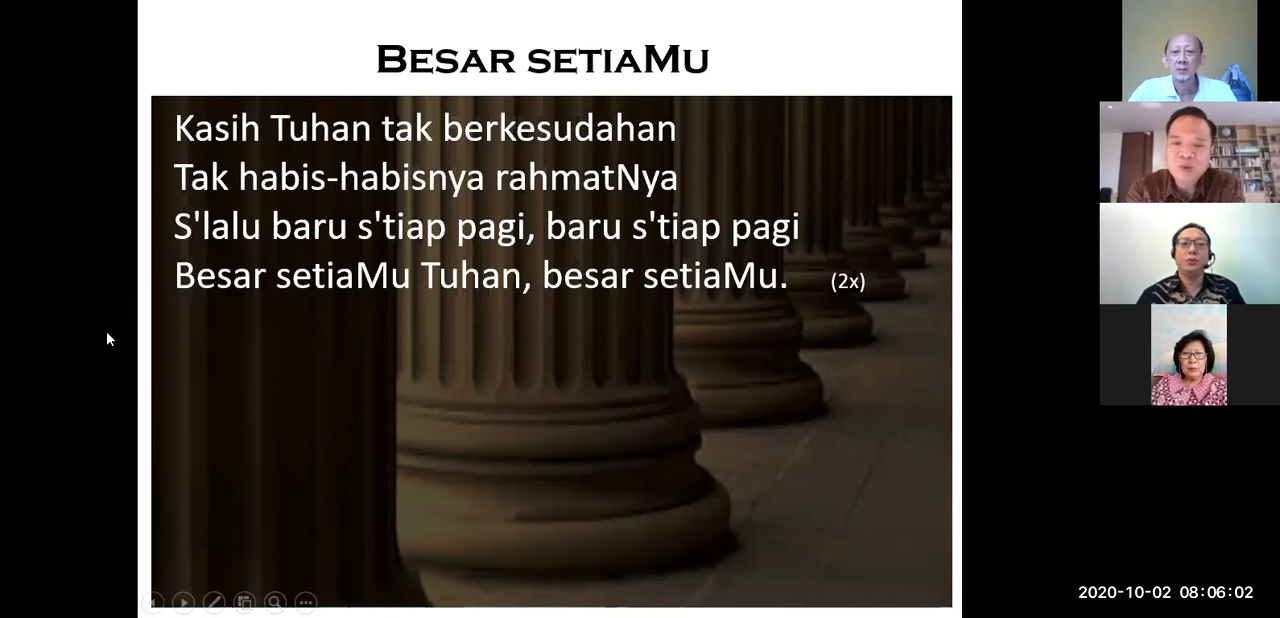 BESAR SETIAMU
Kasih Tuhan tak berkesudahan
Tak habis-habisnya rahmatNya
S'lalu baru s'tiap pagi, baru s'tiap pagi
Besar setiaMu Tuhan, besar setiaMu. (2x)
2020-10-02 08:06:02